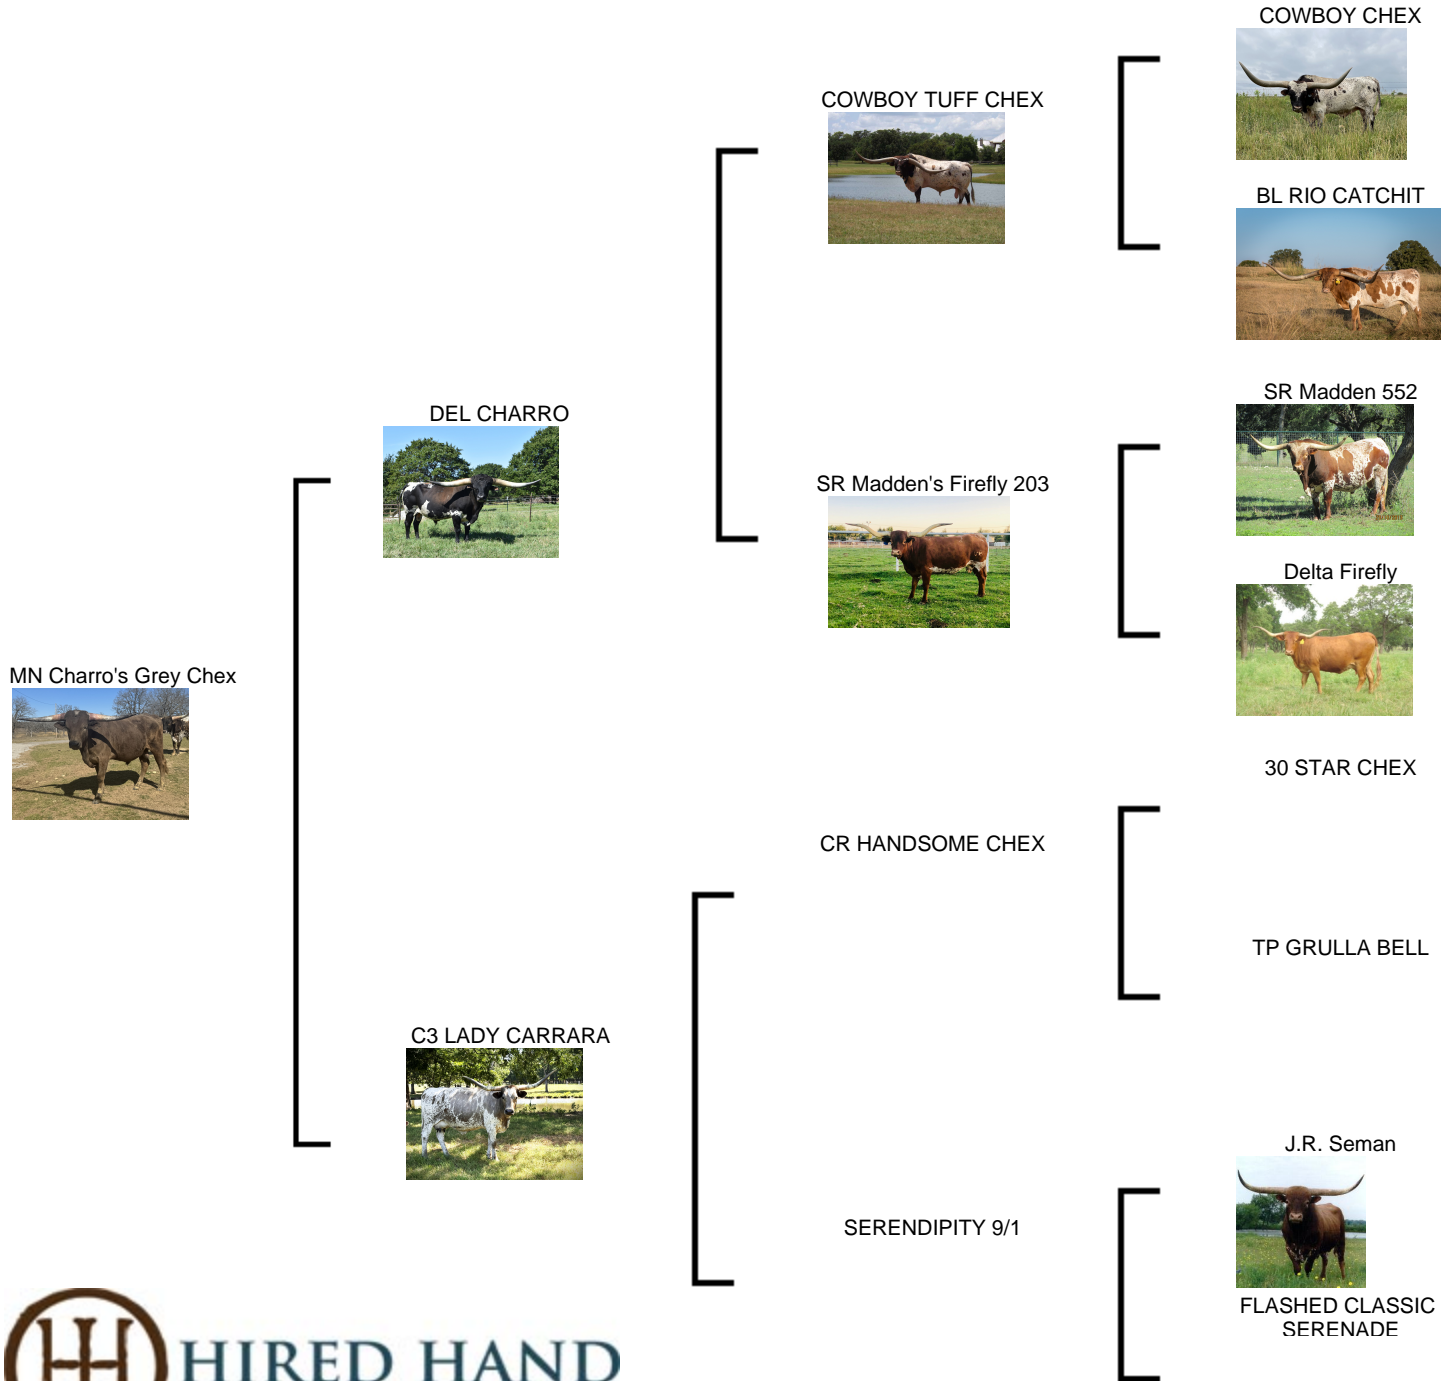 COWBOY CHEX
COWBOY TUFF CHEX
BL RIO CATCHIT
DEL CHARRO
SR Madden 552
SR Madden's Firefly 203
Delta Firefly
MN Charro's Grey Chex
30 STAR CHEX
CR HANDSOME CHEX
TP GRULLA BELL
C3 LADY CARRARA
J.R. Seman
SERENDIPITY 9/1
FLASHED CLASSIC
SERENADE
HIRED HAND